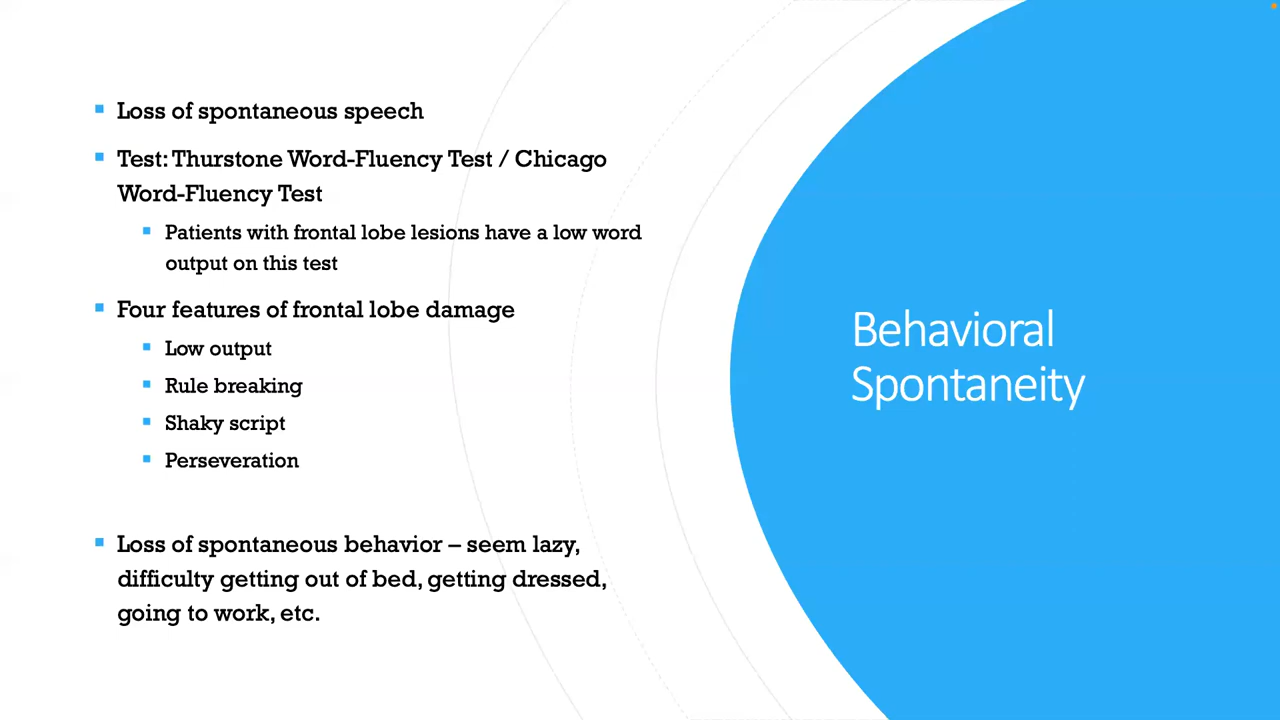 Loss of spontaneous speech
Test: Thurstone Word-Fluency Test / Chicago
Word-Fluency Test
Patients with frontal lobe lesions have a low word
output on this test
Four features of frontal lobe damage
Low output
Rule breaking
Shaky script
Perseveration
Loss of spontaneous behavior – seem lazy,
difficulty getting out of bed, getting dressed,
going to work, etc.
Behavioral
Spontaneity